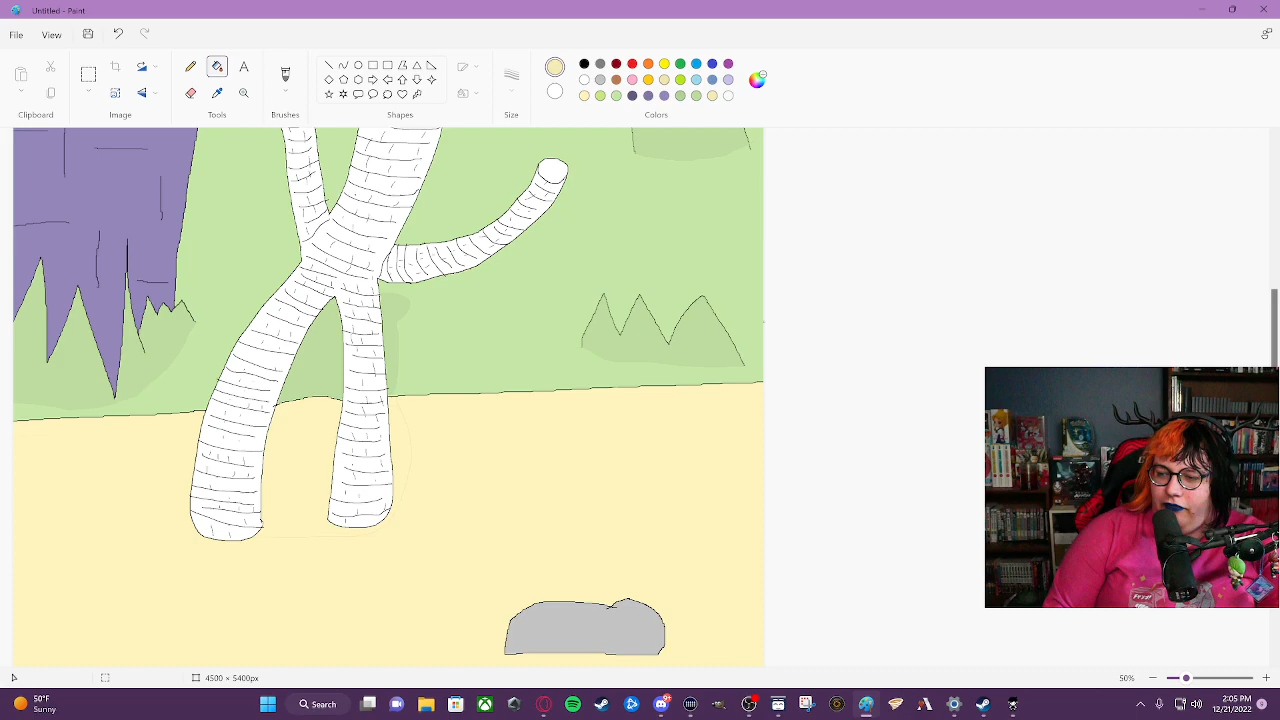 Untitled - Paint
File View
Clipboard Image Tools Brushes Shapes Size Colors
4500 × 5400px
50%
50°F
Sunny
Search
2:05 PM
12/21/2022